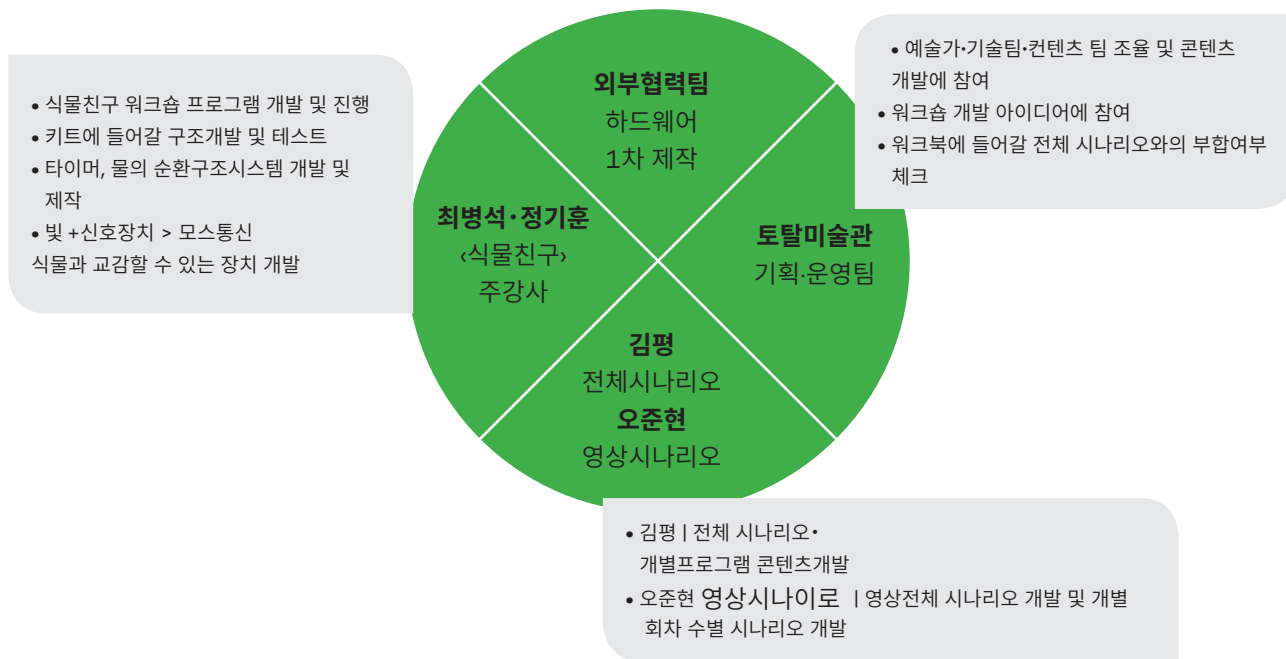 • 식물친구 워크숍 프로그램 개발 및 진행
• 키트에 들어갈 구조개발 및 테스트
• 타이머, 물의 순환구조시스템 개발 및
제작
• 빛 +신호장치 > 모스통신
식물과 교감할 수 있는 장치 개발
외부협력팀
하드웨어
1차 제작
• 예술가•기술팀•컨텐츠 팀 조율 및 콘텐츠
개발에 참여
• 워크숍 개발 아이디어에 참여
• 워크북에 들어갈 전체 시나리오와의 부합여부
체크
최병석•정기훈
‹식물친구›
주강사
토탈미술관
기획·운영팀
김평
전체시나리오
오준현
영상시나리오
• 김평 | 전체 시나리오•
개별프로그램 콘텐츠개발
• 오준현 영상시나이로 | 영상전체 시나리오 개발 및 개별
회차 수별 시나리오 개발